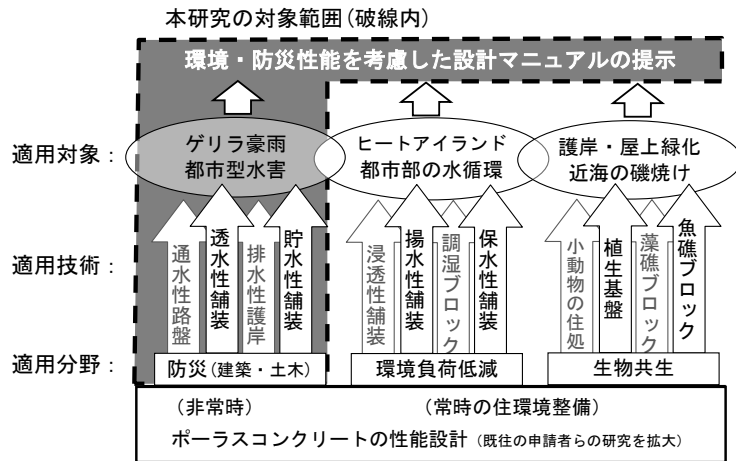 本研究の対象範囲(破線内)
環境・防災性能を考慮した設計マニュアルの提示
適用対象：
ゲリラ豪雨
都市型水害
ヒートアイランド
都市部の水循環
護岸・屋上緑化
近海の磯焼け
適用技術：
通水性路盤
透水性舗装
排水性護岸
貯水性舗装
浸透性舗装
揚水性舗装
調湿ブロック
保水性舗装
小動物の住処
植生基盤
藻礁ブロック
魚礁ブロック
適用分野：
防災(建築・土木)
環境負荷低減
生物共生
(非常時)
(常時の住環境整備)
ポーラスコンクリートの性能設計 (既往の申請者らの研究を拡大)